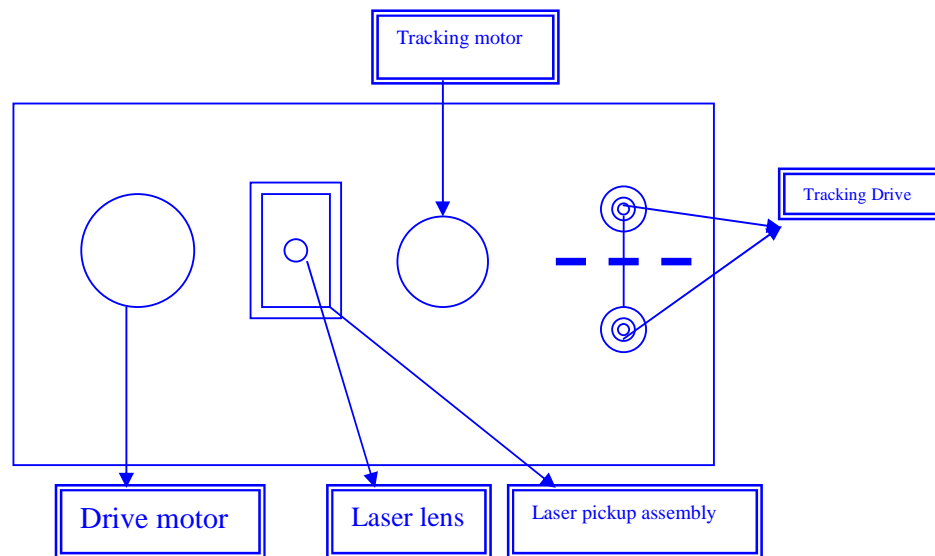 Tracking motor
Tracking Drive
Drive motor
Laser lens
Laser pickup assembly